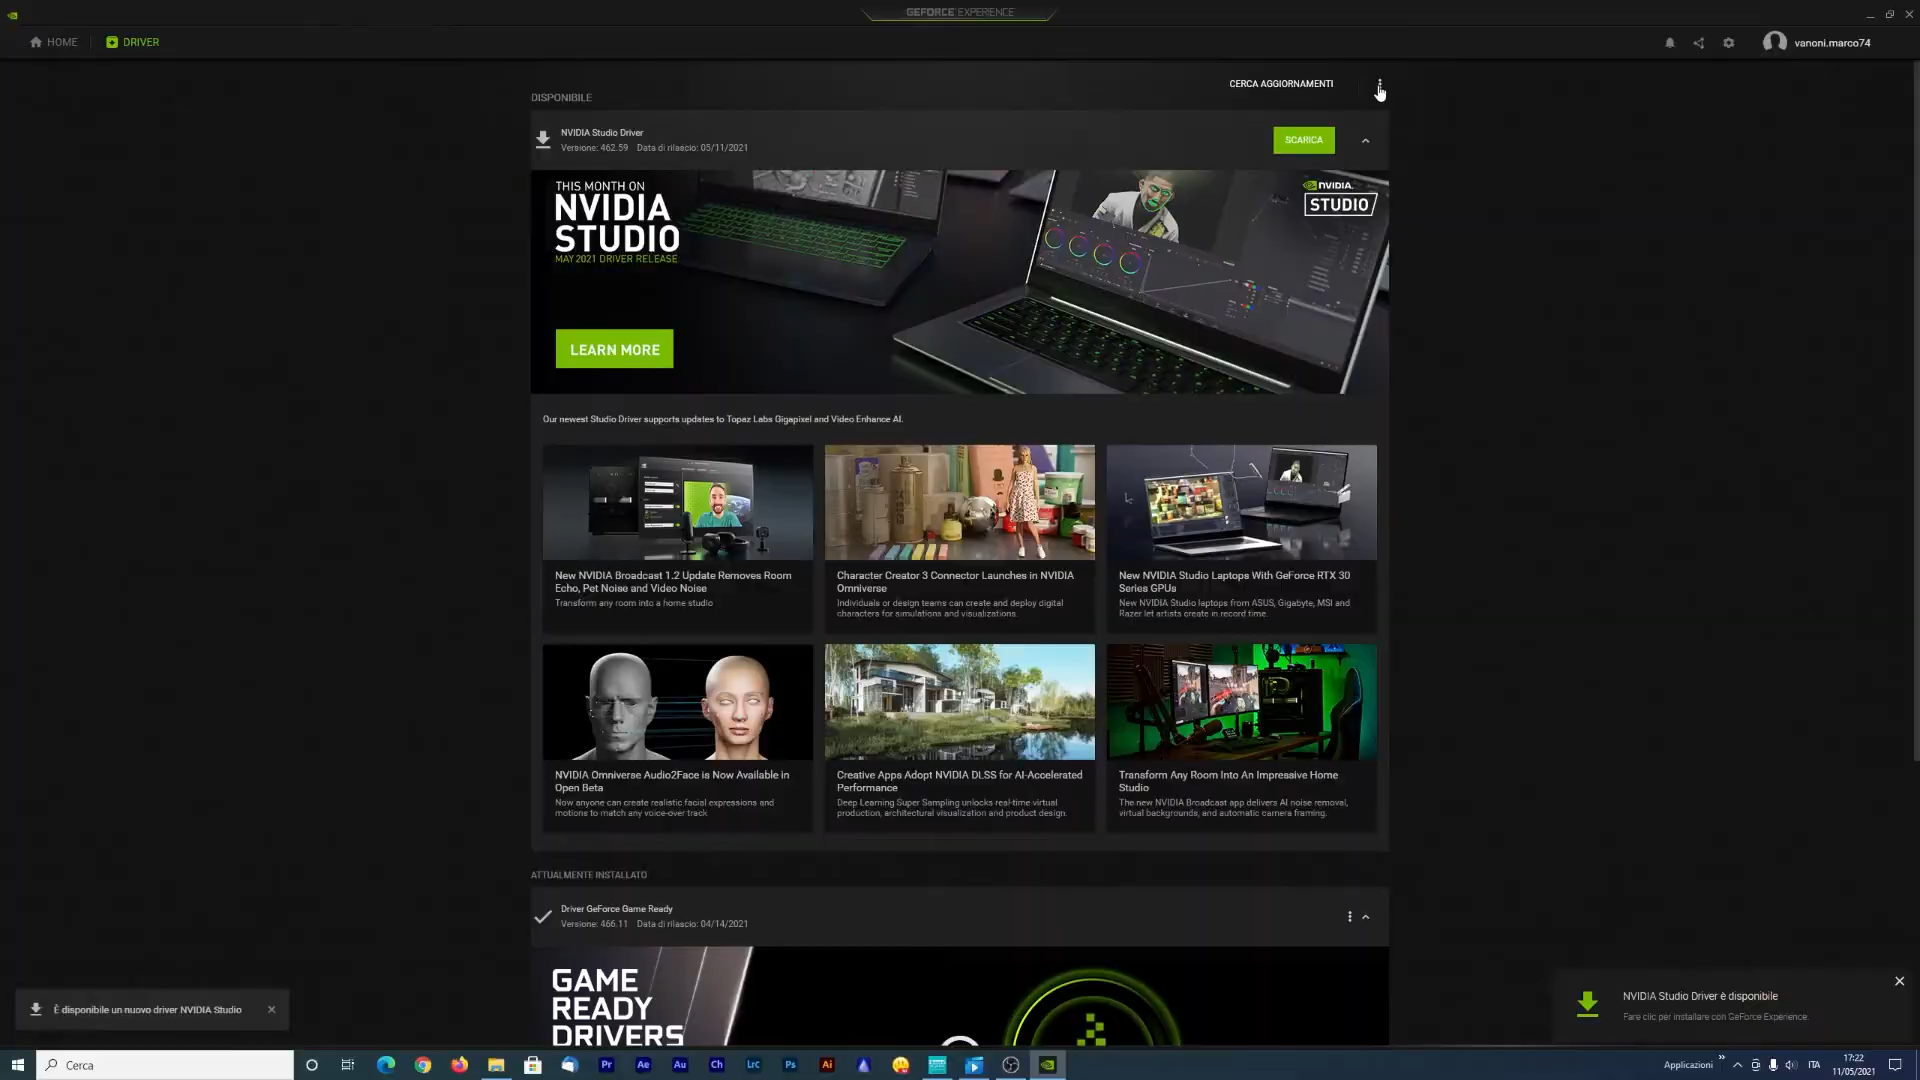 GEFORCE EXPERIENCE
HOME
DRIVER
vanoni.marco74
CERCA AGGIORNAMENTI
DISPONIBILE
NVIDIA Studio Driver
Versione: 462.59 Data di rilascio: 05/11/2021
SCARICA
THIS MONTH ON
NVIDIA
STUDIO
MAY 2021 DRIVER RELEASE
NVIDIA.
STUDIO
LEARN MORE
Our newest Studio Driver supports updates to Topaz Labs Gigapixel and Video Enhance AI.
New NVIDIA Broadcast 1.2 Update Removes Room
Echo, Pet Noise and Video Noise
Transform any room into a home studio
Character Creator 3 Connector Launches in NVIDIA
Omniverse
Individuals or design teams can create and deploy digital
characters for simulations and visualizations.
New NVIDIA Studio Laptops With GeForce RTX 30
Series GPUs
New NVIDIA Studio laptops from ASUS, Gigabyte, MSI and
Razer let artists create in record time.
NVIDIA Omniverse Audio2Face is Now Available in
Open Beta
Now anyone can create realistic facial expressions and
motions to match any voice-over track
Creative Apps Adopt NVIDIA DLSS for AI-Accelerated
Performance
Deep Learning Super Sampling unlocks real-time virtual
production, architectural visualization and product design.
Transform Any Room Into An Impressive Home
Studio
The new NVIDIA Broadcast app delivers AI noise removal,
virtual backgrounds, and automatic camera framing.
ATTUALMENTE INSTALLATO
Driver GeForce Game Ready
Versione: 466.11 Data di rilascio: 04/14/2021
GAME
READY
DRIVERS
È disponibile un nuovo driver NVIDIA Studio
NVIDIA Studio Driver è disponibile
Fare clic per installare con GeForce Experience.
Cerca
Pr
Ae
Au
Ch
Lrc
Ps
Ai
Applicazioni
ITA
17:22
11/05/2021